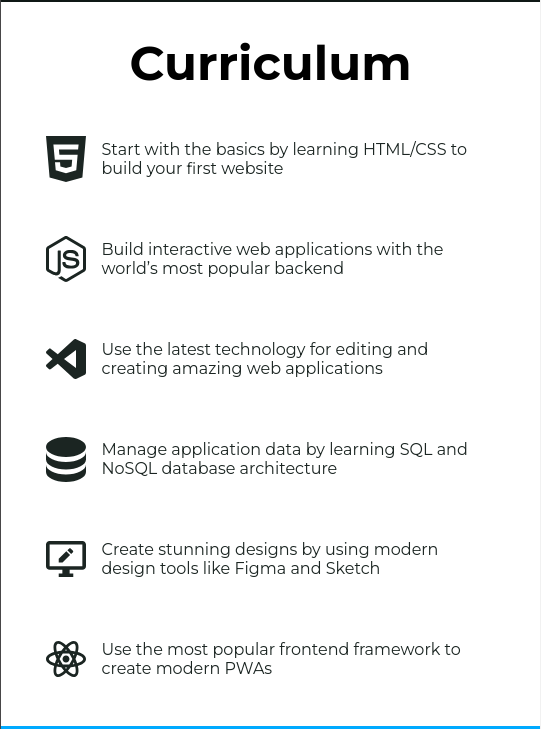 Curriculum
Start with the basics by learning HTML/CSS to
build your first website
JS
Build interactive web applications with the
world's most popular backend
Use the latest technology for editing and
creating amazing web applications
Manage application data by learning SQL and
NoSQL database architecture
Create stunning designs by using modern
design tools like Figma and Sketch
Use the most popular frontend framework to
create modern PWAs